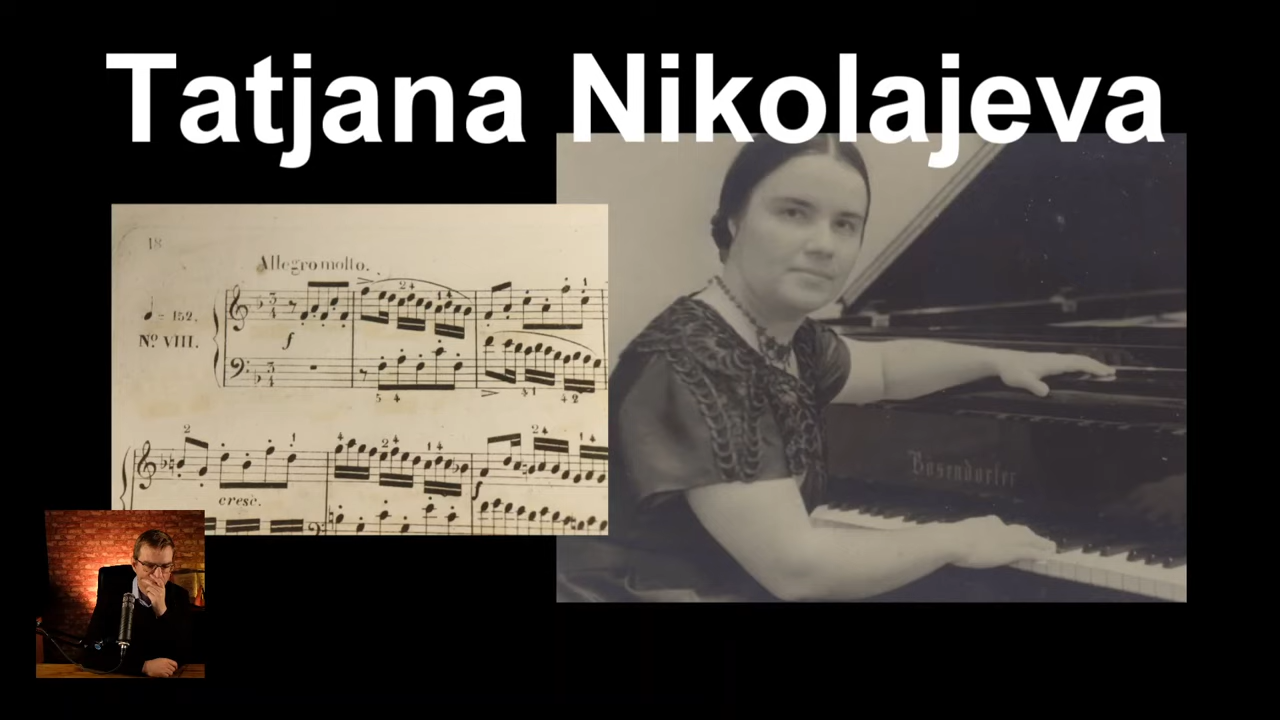 Tatjana Nikolajeva
18
Allegro molto.
♩ = 152.
Nº VIII.
f
cresc.
f
Bösendorfer